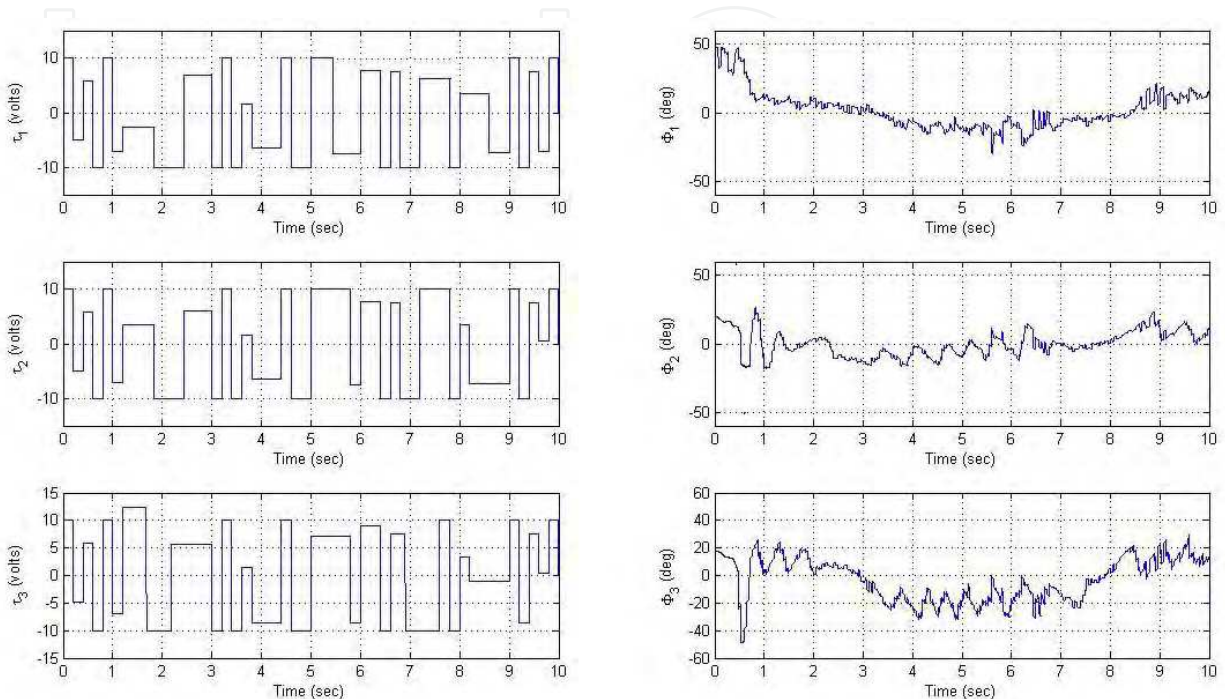 10
0
-10
τ1 (volts)
0 1 2 3 4 5 6 7 8 9 10
Time (sec)
50
0
-50
Φ1 (deg)
0 1 2 3 4 5 6 7 8 9 10
Time (sec)
10
0
-10
τ2 (volts)
0 1 2 3 4 5 6 7 8 9 10
Time (sec)
50
0
-50
Φ2 (deg)
0 1 2 3 4 5 6 7 8 9 10
Time (sec)
15
10
5
0
-5
-10
-15
τ3 (volts)
0 1 2 3 4 5 6 7 8 9 10
Time (sec)
60
40
20
0
-20
-40
-60
Φ3 (deg)
0 1 2 3 4 5 6 7 8 9 10
Time (sec)